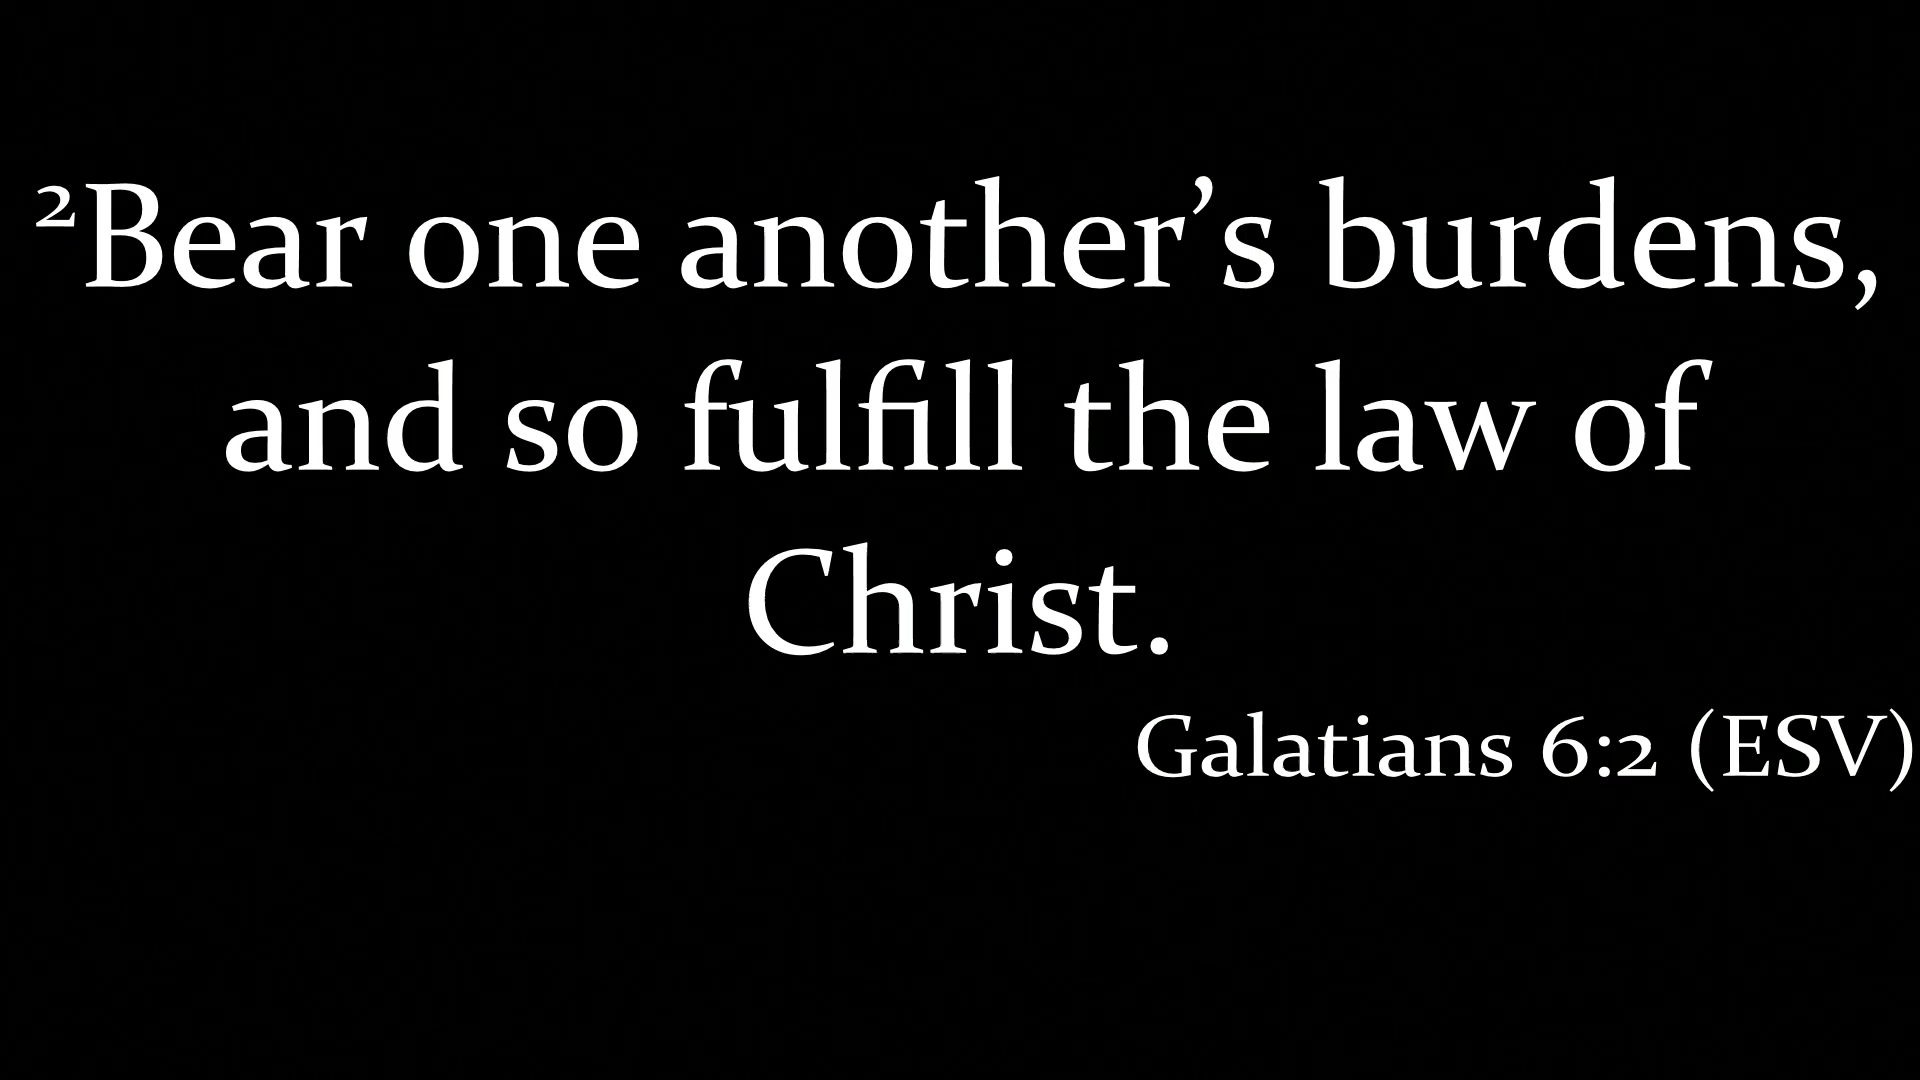 ²Bear one another’s burdens,
and so fulfill the law of
Christ.
Galatians 6:2 (ESV)